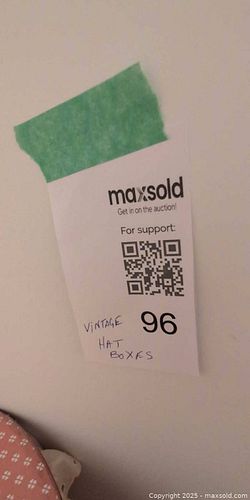 maxsold
Get in on the auction!
For support:
96
VINTAGE
HAT
BOXES
Copyright © 2025 - maxsold.com